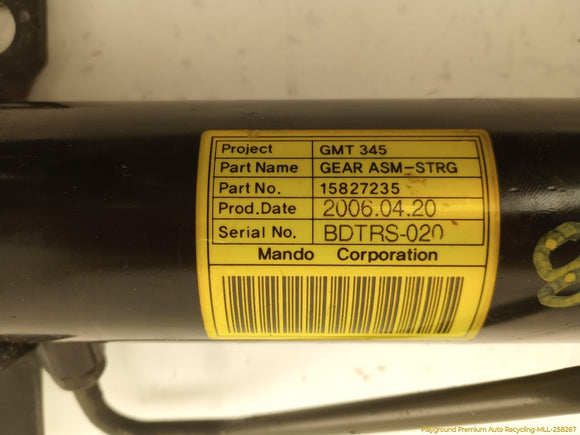 Project GMT 345
Part Name GEAR ASM-STRG
Part No. 15827235
Prod.Date 2006.04.20
Serial No. BDTRS-020
Mando Corporation
Playground Premium Auto Recycling-MLL-258267